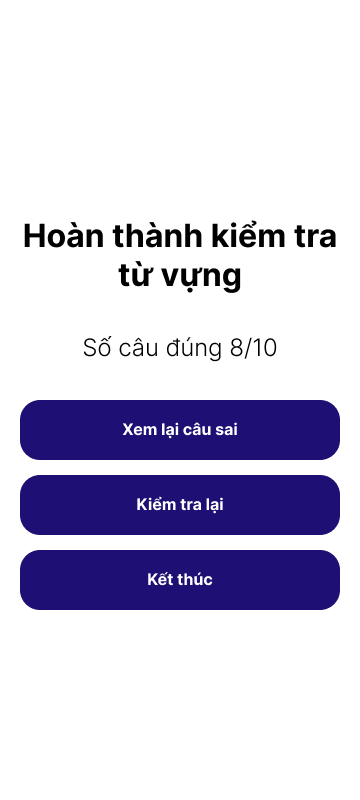 Hoàn thành kiểm tra
từ vựng
Số câu đúng 8/10
Xem lại câu sai
Kiểm tra lại
Kết thúc